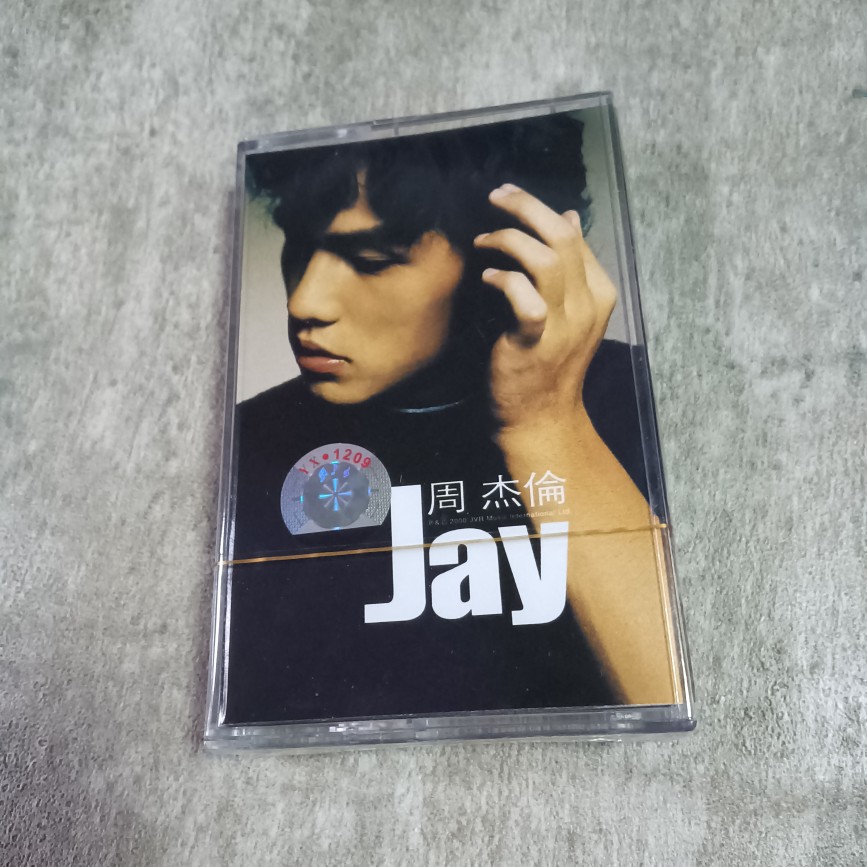 YX•1209
周 杰倫
P & © 2000 JVR Music International Ltd
Jay